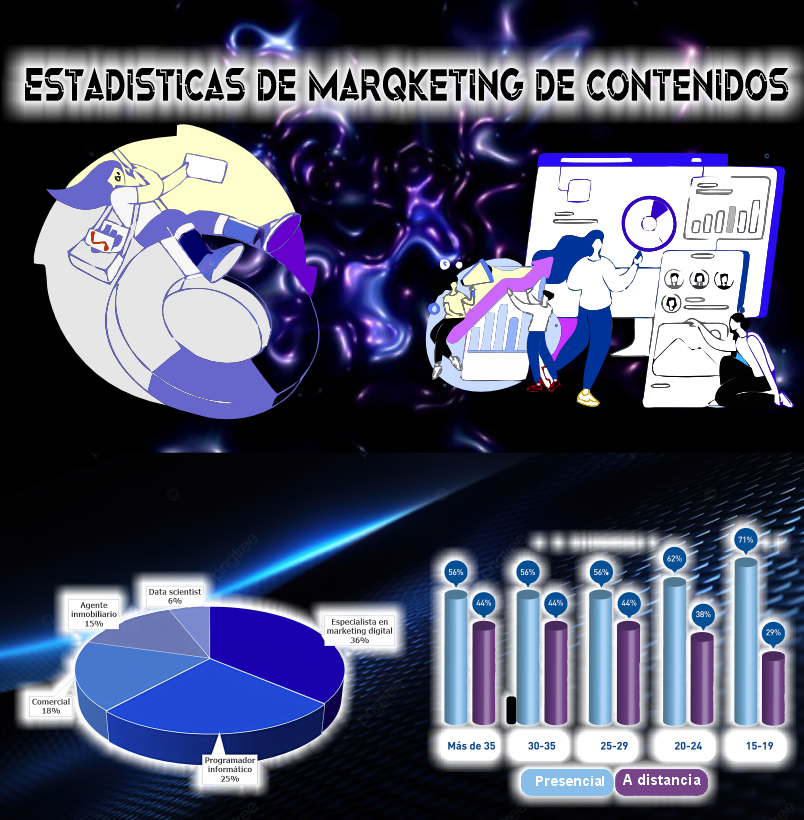 ESTADISTICAS DE MARQKETING DE CONTENIDOS
Data scientist
6%
Agente
inmobiliario
15%
Especialista en
marketing digital
36%
Comercial
18%
Programador
informático
25%
56%
44%
56%
44%
56%
44%
62%
38%
71%
29%
Más de 35
30-35
25-29
20-24
15-19
Presencial
A distancia